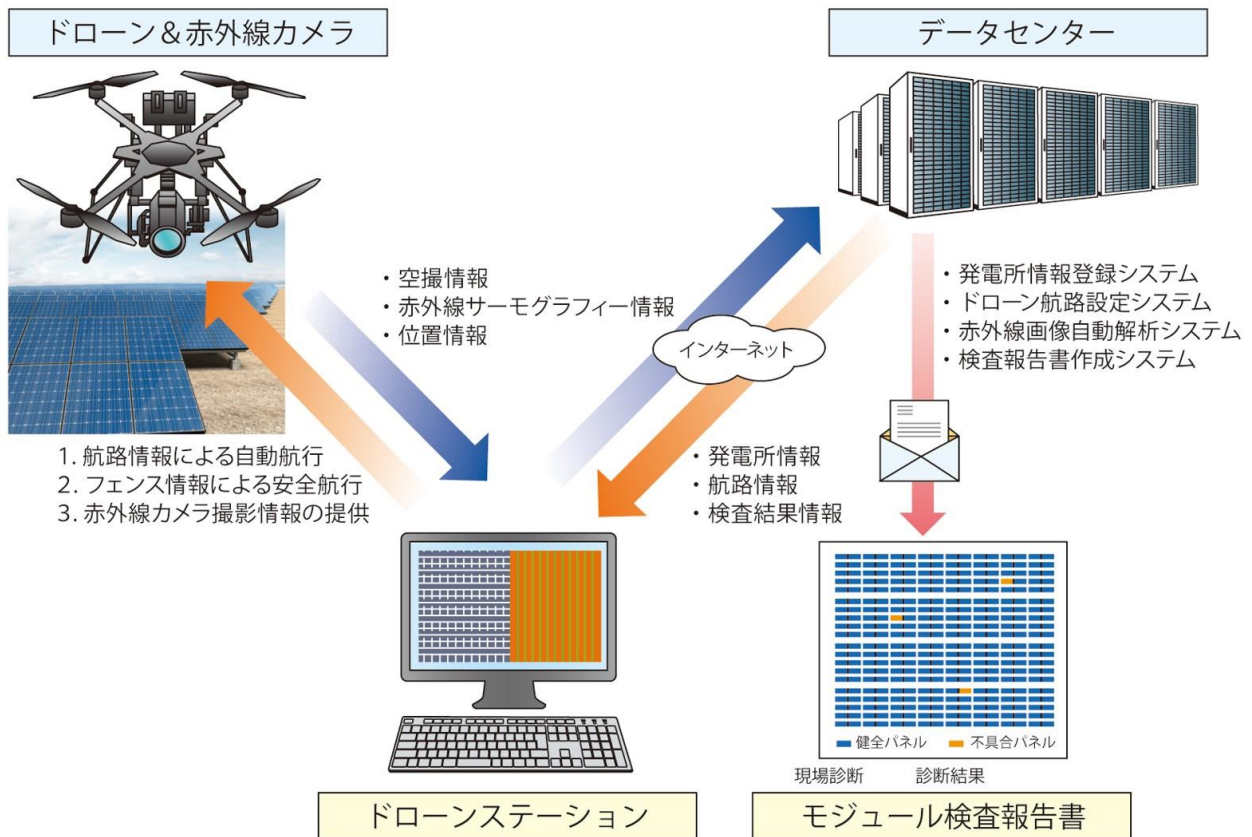 ドローン＆赤外線カメラ
データセンター
・空撮情報
・赤外線サーモグラフィー情報
・位置情報
インターネット
・発電所情報登録システム
・ドローン航路設定システム
・赤外線画像自動解析システム
・検査報告書作成システム
1. 航路情報による自動航行
2. フェンス情報による安全航行
3. 赤外線カメラ撮影情報の提供
・発電所情報
・航路情報
・検査結果情報
健全パネル 不具合パネル
現場診断 診断結果
ドローンステーション
モジュール検査報告書